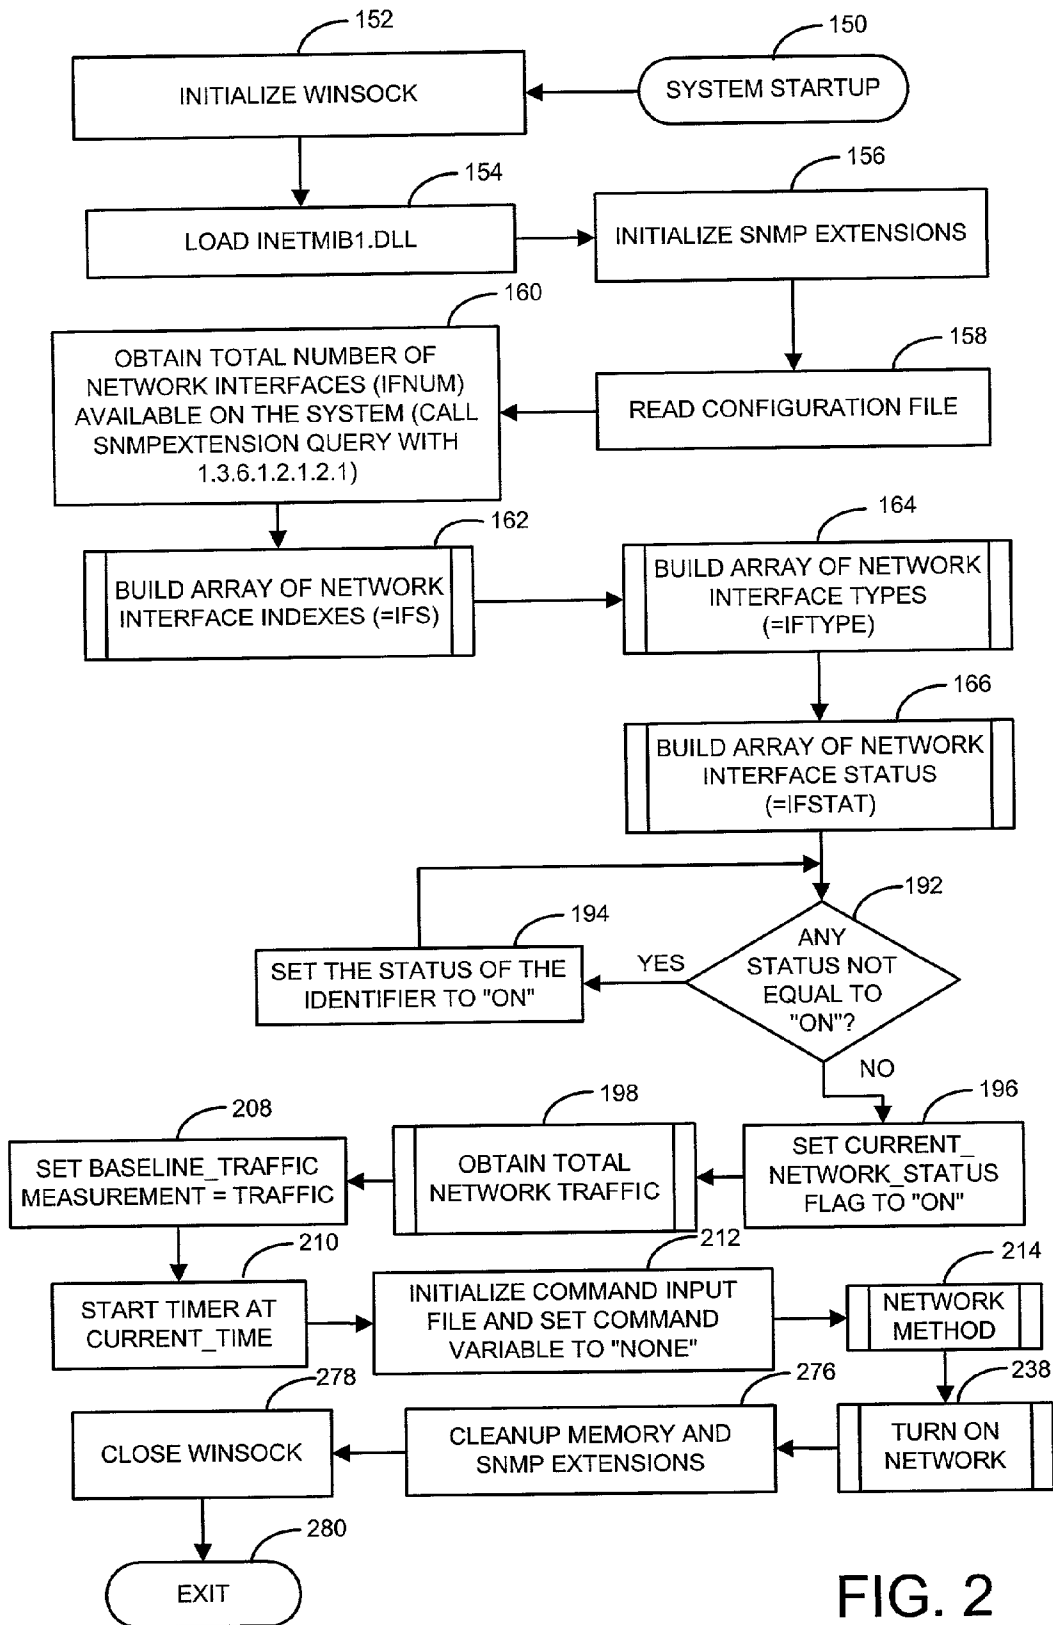 152
150
INITIALIZE WINSOCK
SYSTEM STARTUP
154
156
LOAD INETMIB1.DLL
INITIALIZE SNMP EXTENSIONS
160
158
OBTAIN TOTAL NUMBER OF
NETWORK INTERFACES (IFNUM)
AVAILABLE ON THE SYSTEM (CALL
SNMPEXTENSION QUERY WITH
1.3.6.1.2.1.2.1)
READ CONFIGURATION FILE
162
164
BUILD ARRAY OF NETWORK
INTERFACE INDEXES (=IFS)
BUILD ARRAY OF NETWORK
INTERFACE TYPES
(=IFTYPE)
166
BUILD ARRAY OF NETWORK
INTERFACE STATUS
(=IFSTAT)
192
194
ANY
STATUS NOT
EQUAL TO
"ON"?
YES
SET THE STATUS OF THE
IDENTIFIER TO "ON"
NO
208
198
196
SET BASELINE_TRAFFIC
MEASUREMENT = TRAFFIC
OBTAIN TOTAL
NETWORK TRAFFIC
SET CURRENT_
NETWORK_STATUS
FLAG TO "ON"
210
212
214
START TIMER AT
CURRENT_TIME
INITIALIZE COMMAND INPUT
FILE AND SET COMMAND
VARIABLE TO "NONE"
NETWORK
METHOD
278
276
238
CLOSE WINSOCK
CLEANUP MEMORY AND
SNMP EXTENSIONS
TURN ON
NETWORK
280
EXIT
FIG. 2